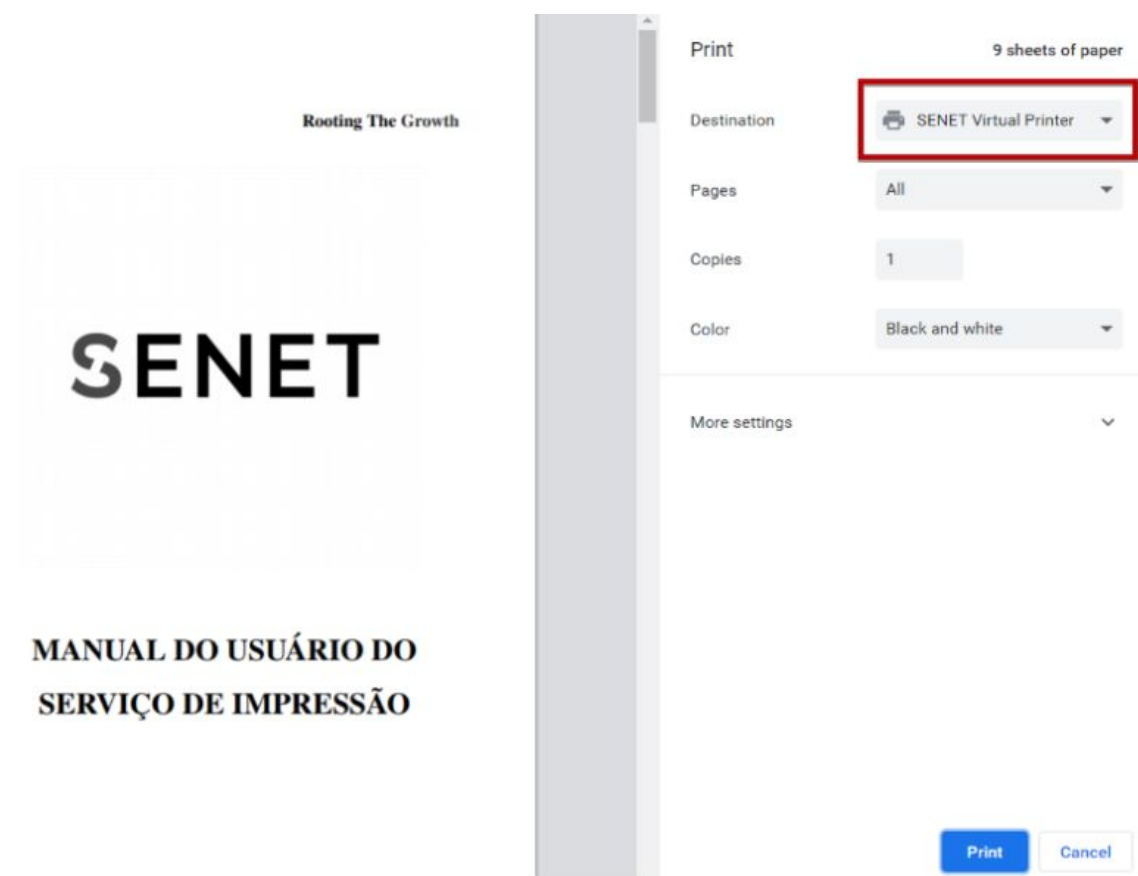 Rooting The Growth
SENET
MANUAL DO USUÁRIO DO
SERVIÇO DE IMPRESSÃO
Print 9 sheets of paper
Destination SENET Virtual Printer
Pages All
Copies 1
Color Black and white
More settings
Print Cancel